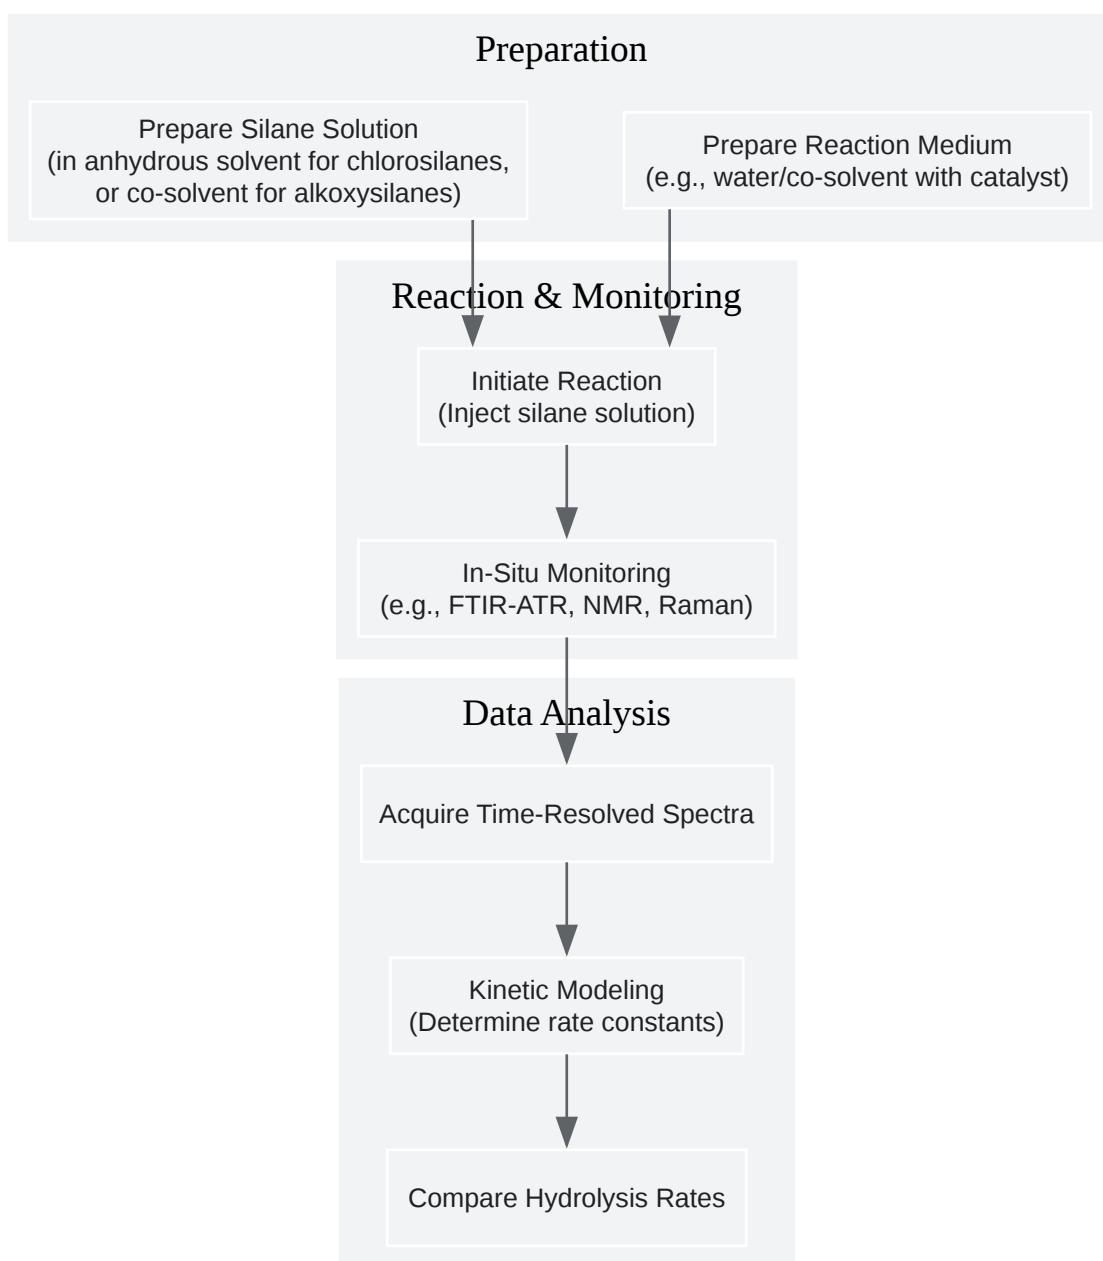 Preparation
Prepare Silane Solution
(in anhydrous solvent for chlorosilanes,
or co-solvent for alkoxysilanes)
Prepare Reaction Medium
(e.g., water/co-solvent with catalyst)
Reaction & Monitoring
Initiate Reaction
(Inject silane solution)
In-Situ Monitoring
(e.g., FTIR-ATR, NMR, Raman)
Data Analysis
Acquire Time-Resolved Spectra
Kinetic Modeling
(Determine rate constants)
Compare Hydrolysis Rates